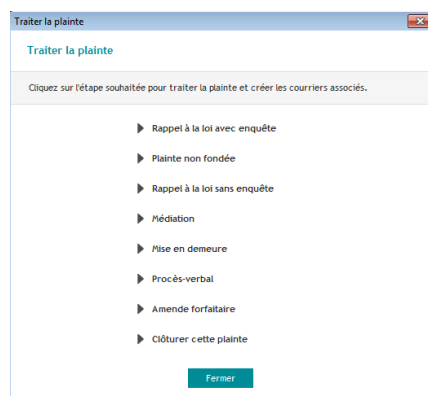 Traiter la plainte
Traiter la plainte
Cliquez sur l'étape souhaitée pour traiter la plainte et créer les courriers associés.
Rappel à la loi avec enquête
Plainte non fondée
Rappel à la loi sans enquête
Médiation
Mise en demeure
Procès-verbal
Amende forfaitaire
Clôturer cette plainte
Fermer